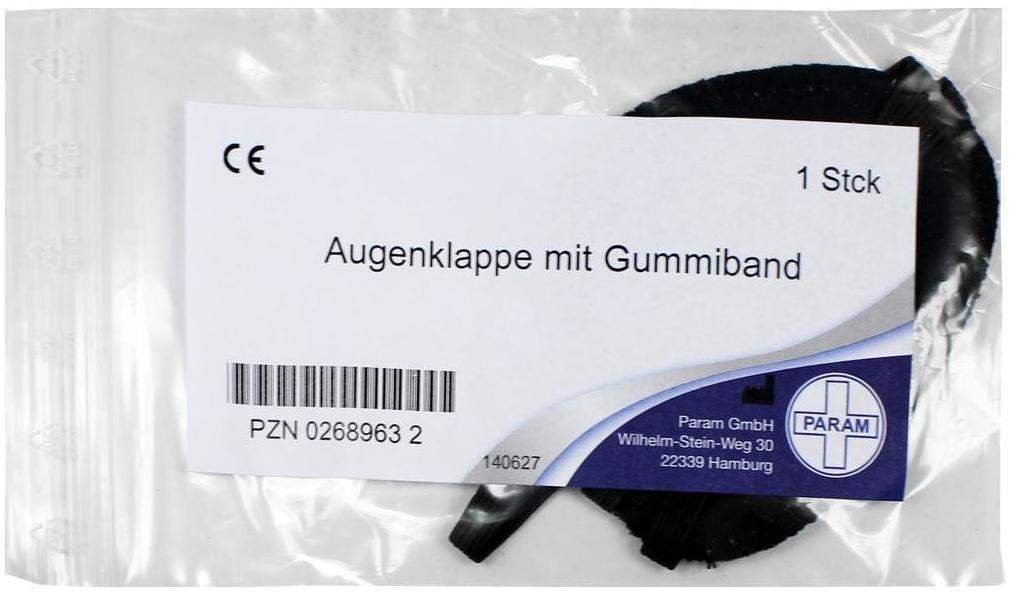 CE
1 Stck
Augenklappe mit Gummiband
PZN 0268963 2
140627
Param GmbH
Wilhelm-Stein-Weg 30
22339 Hamburg
PARAM